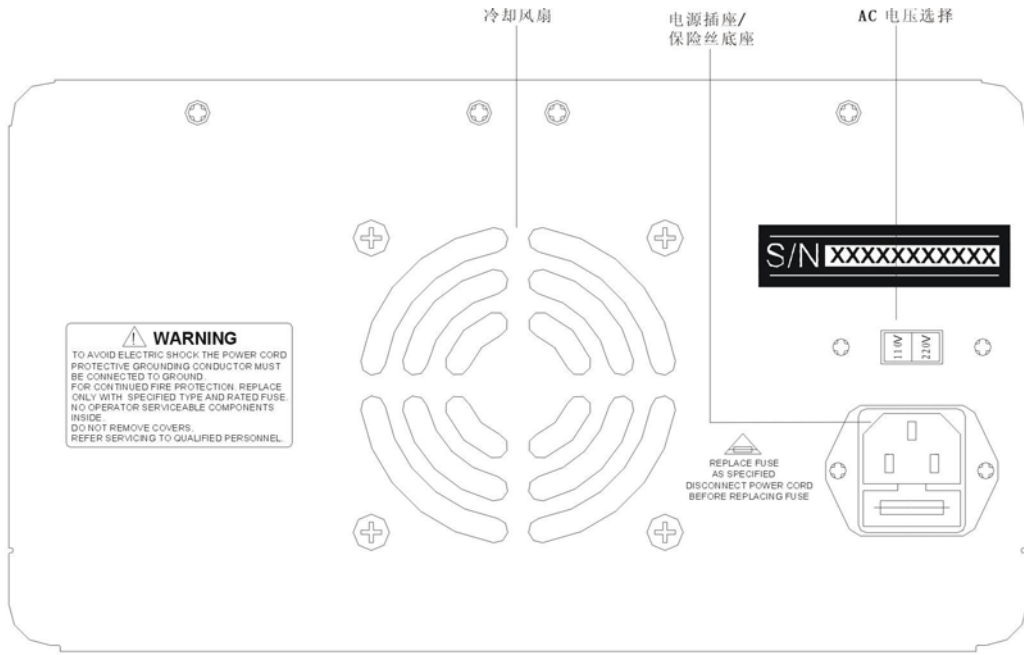 冷却风扇
电源插座/
保险丝底座
AC 电压选择
S/N XXXXXXXXXXX
110V
220V
WARNING
TO AVOID ELECTRIC SHOCK THE POWER CORD
PROTECTIVE GROUNDING CONDUCTOR MUST
BE CONNECTED TO GROUND.
FOR CONTINUED FIRE PROTECTION. REPLACE
ONLY WITH SPECIFIED TYPE AND RATED FUSE.
NO OPERATOR SERVICEABLE COMPONENTS
INSIDE.
DO NOT REMOVE COVERS.
REFER SERVICING TO QUALIFIED PERSONNEL.
REPLACE FUSE
AS SPECIFIED
DISCONNECT POWER CORD
BEFORE REPLACING FUSE